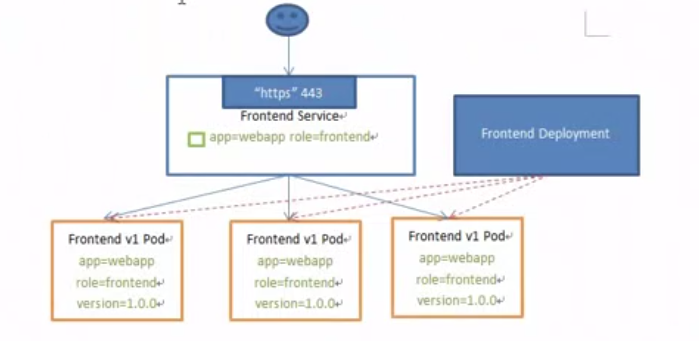 "https" 443
Frontend Service
app=webapp role=frontend
Frontend Deployment
Frontend v1 Pod
app=webapp
role=frontend
version=1.0.0
Frontend v1 Pod
app=webapp
role=frontend
version=1.0.0
Frontend v1 Pod
app=webapp
role=frontend
version=1.0.0